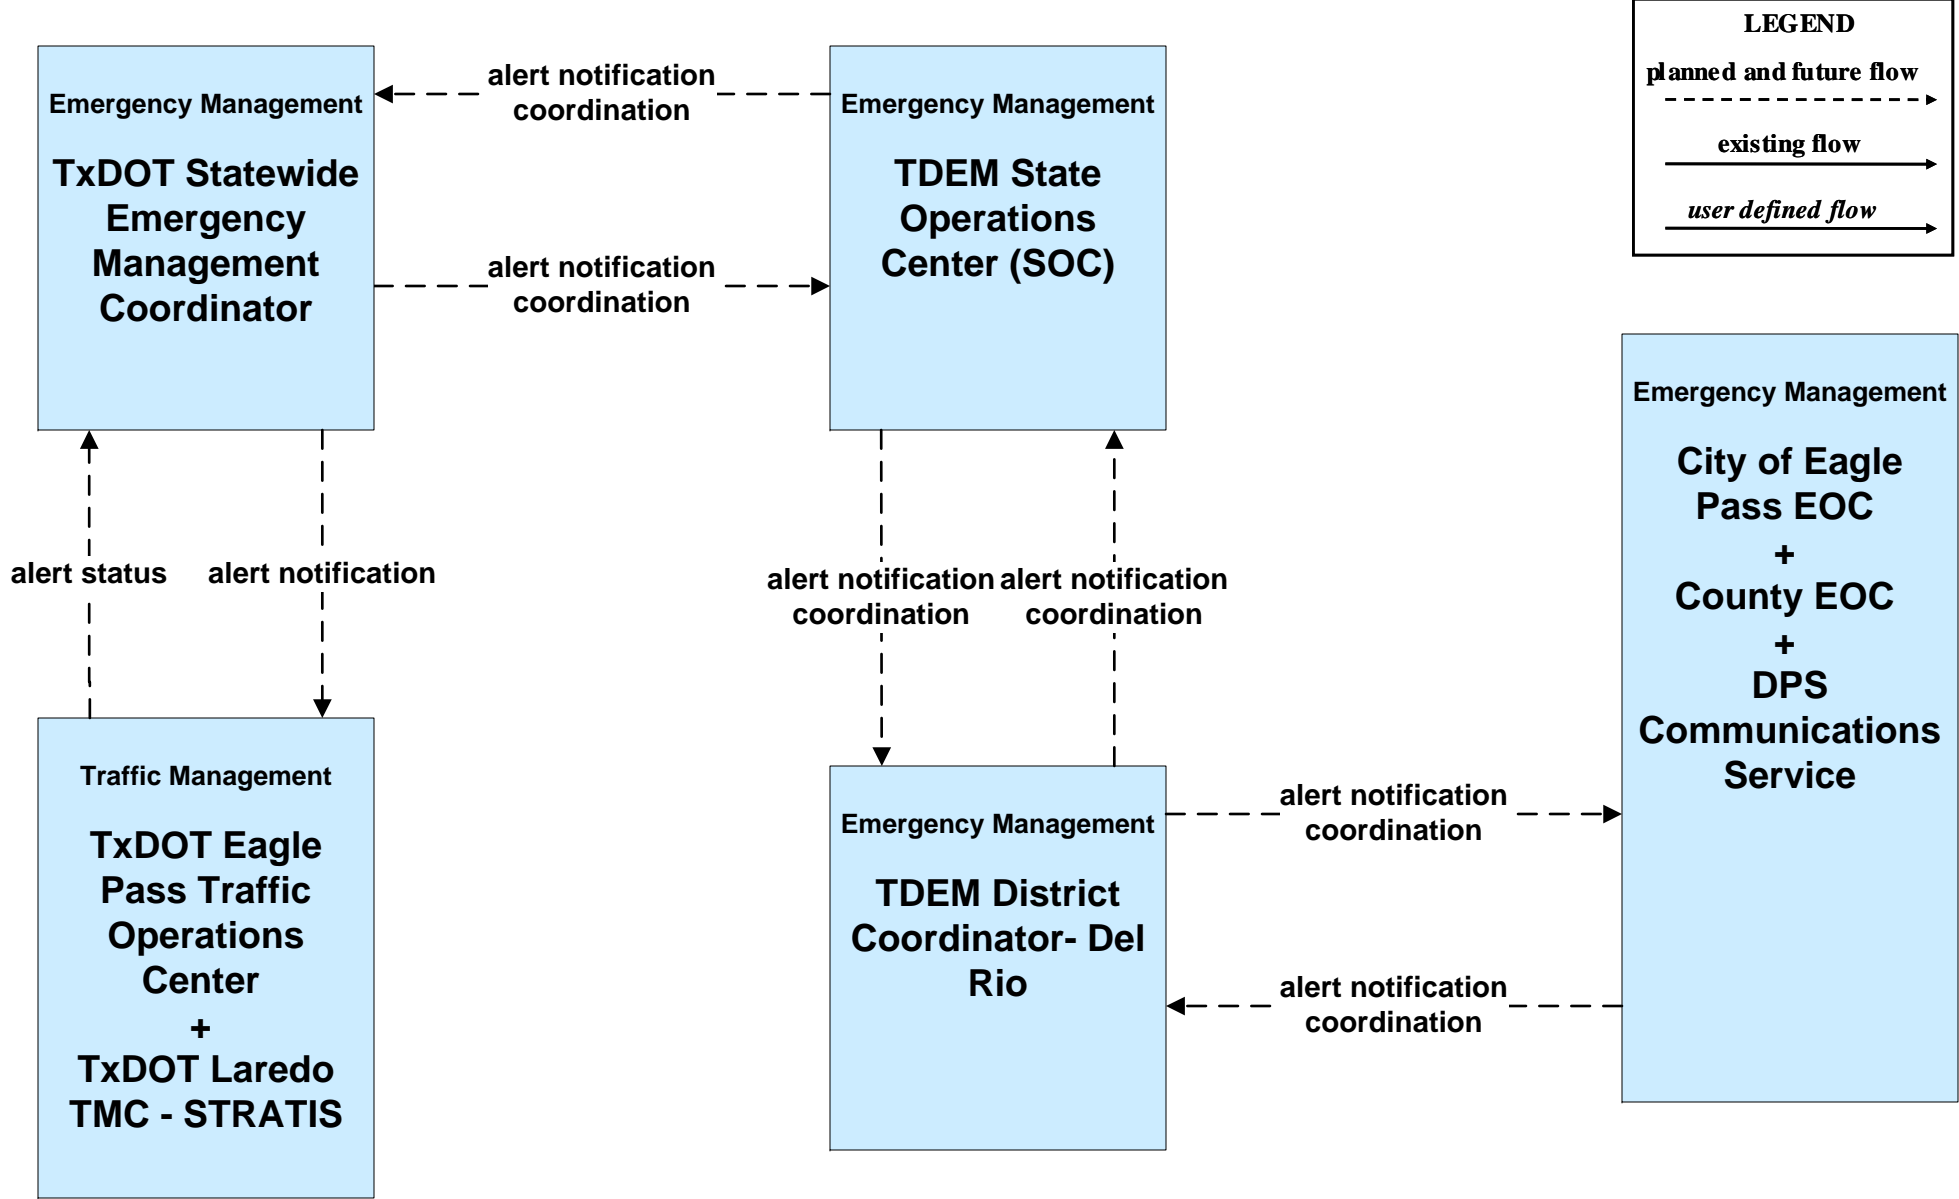 LEGEND
planned and future flow
existing flow
user defined flow
Emergency Management
TxDOT Statewide
Emergency
Management
Coordinator
alert notification
coordination
alert notification
coordination
Emergency Management
TDEM State
Operations
Center (SOC)
alert status
alert notification
alert notification
coordination
alert notification
coordination
Traffic Management
TxDOT Eagle
Pass Traffic
Operations
Center
+
TxDOT Laredo
TMC - STRATIS
Emergency Management
TDEM District
Coordinator- Del
Rio
alert notification
coordination
alert notification
coordination
Emergency Management
City of Eagle
Pass EOC
+
County EOC
+
DPS
Communications
Service